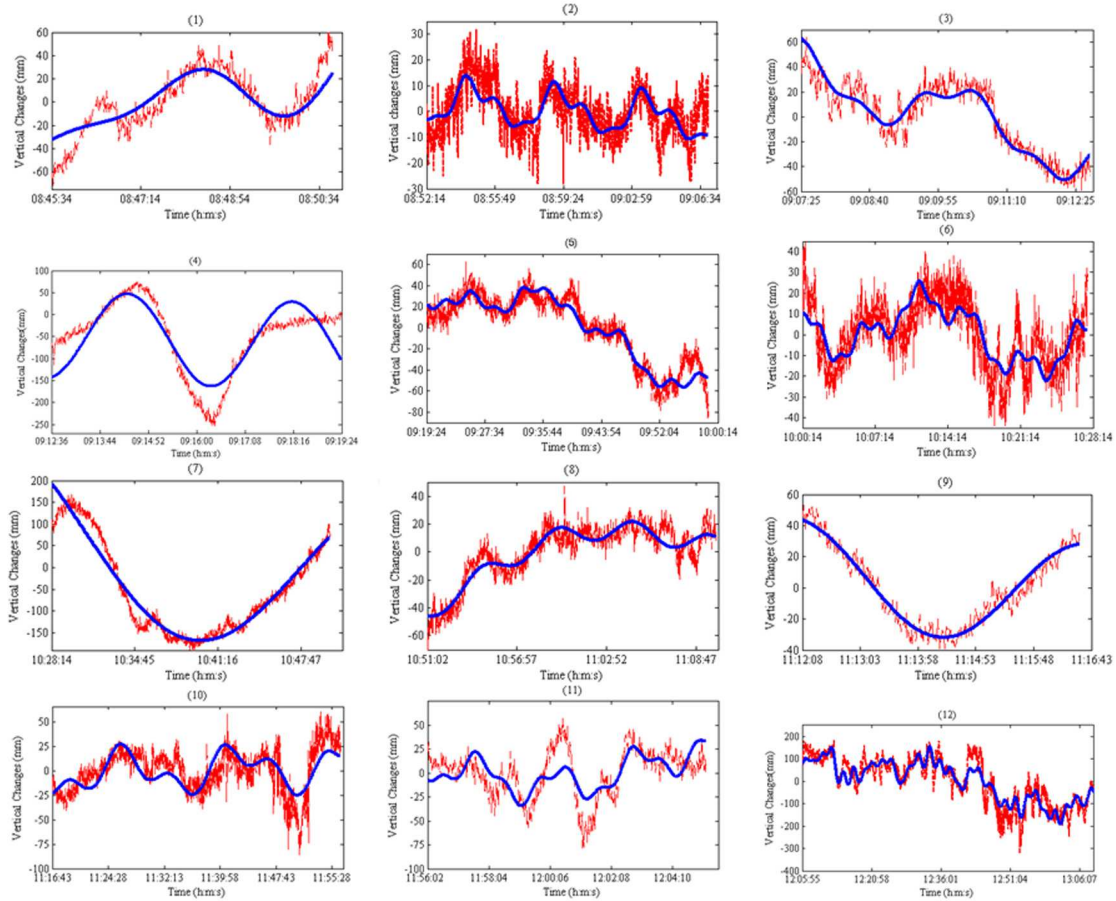 (1)
Vertical Changes (mm)
60
40
20
0
-20
-40
-60
08:45:34 08:47:14 08:48:54 08:50:34
Time (h:m:s)
(2)
Vertical changes (mm)
30
20
10
0
-10
-20
30
08:52:14 08:55:49 08:59:24 09:02:59 09:06:34
Time (h:m:s)
(3)
Vertical Changes (mm)
60
40
20
0
-20
-40
-60
09:07:25 09:08:40 09:09:55 09:11:10 09:12:25
Time (h:m:s)
(4)
Vertical Changes(mm)
100
50
0
-50
-100
-150
-200
-250
09:12:36 09:13:44 09:14:52 09:16:00 09:17:08 09:18:16 09:19:24
Time (h:m:s)
(5)
Vertical Changes (mm)
60
40
20
0
-20
-40
-60
-80
09:19:24 09:27:34 09:35:44 09:43:54 09:52:04 10:00:14
Time (h:m:s)
(6)
Vertical Changes (mm)
40
30
20
10
0
-10
-20
-30
-40
10:00:14 10:07:14 10:14:14 10:21:14 10:28:14
Time (h:m:s)
(7)
Vertical Changes (mm)
200
150
100
50
0
-50
-100
-150
10:28:14 10:34:45 10:41:16 10:47:47
Time (h:m:s)
(8)
Vertical Changes (mm)
40
20
0
-20
-40
-60
10:51:02 10:56:57 11:02:52 11:08:47
Time (h:m:s)
(9)
Vertical Changes (mm)
60
40
20
0
-20
-40
11:12:08 11:13:03 11:13:58 11:14:53 11:15:48 11:16:43
Time (h:m:s)
(10)
Vertical Changes (mm)
50
25
0
-25
-50
-75
-100
11:16:43 11:24:28 11:32:13 11:39:58 11:47:43 11:55:28
Time (h:m:s)
(11)
Vertical Changes (mm)
50
25
0
-25
-50
-75
-100
11:56:02 11:58:04 12:00:06 12:02:08 12:04:10
Time (h:m:s)
(12)
Vertical Changes(mm)
200
100
0
-100
-200
-300
-400
12:05:55 12:20:58 12:36:01 12:51:04 13:06:07
Time (h:m:s)